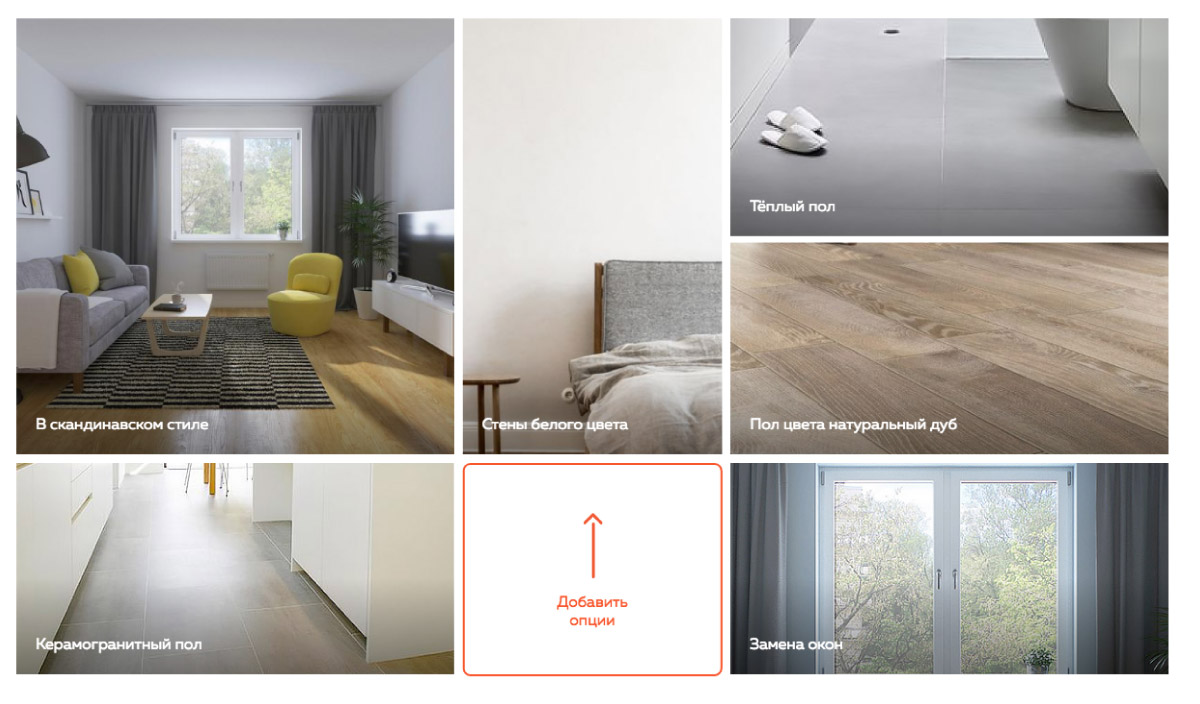 Тёплый пол
В скандинавском стиле
Стены белого цвета
Пол цвета натуральный дуб
Керамогранитный пол
Добавить
опции
Замена окон